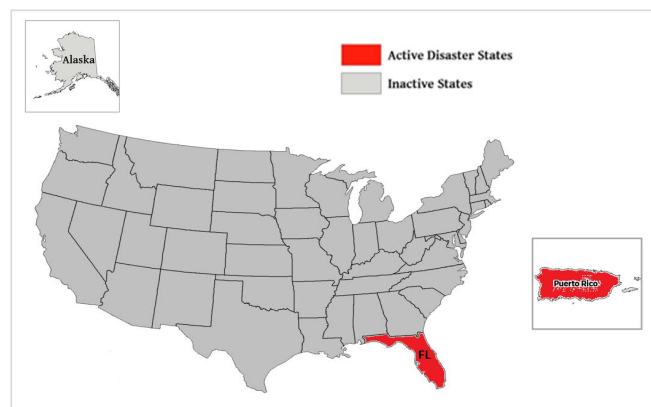 Alaska
Active Disaster States
Inactive States
Puerto Rico
FL